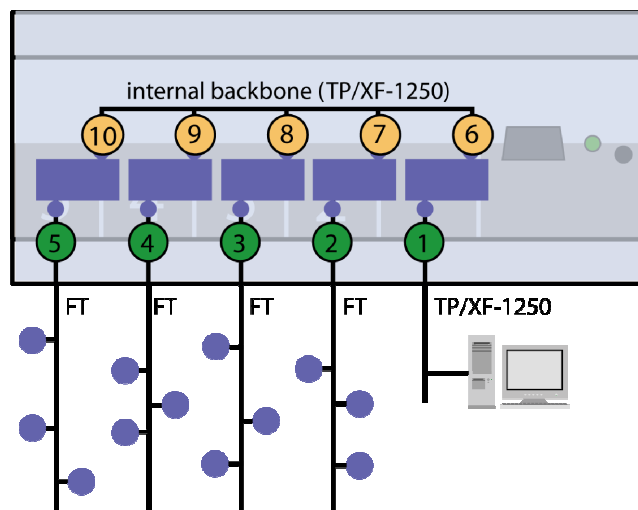 internal backbone (TP/XF-1250)
10 9 8 7 6
5 4 3 2 1
FT FT FT FT TP/XF-1250